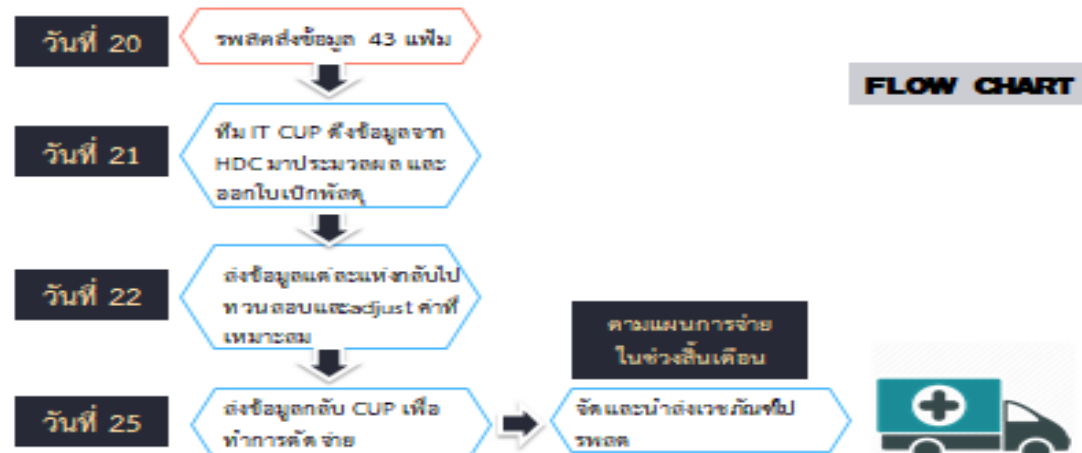 วันที่ 20
รพสตส่งข้อมูล 43 แฟ้ม
FLOW CHART
วันที่ 21
ทีม IT CUP ดึงข้อมูลจาก
HDC มาประมวลผล และ
ออกใบเบิกพัสดุ
วันที่ 22
ส่งข้อมูลแต่ละแห่งกลับไป
ทวนสอบและadjust ค่าที่
เหมาะสม
ตามแผนการจ่าย
ในช่วงสิ้นเดือน
วันที่ 25
ส่งข้อมูลกลับ CUP เพื่อ
ทำการตัด จ่าย
จัดและนำส่งเวชภัณฑ์ไป
รพสต